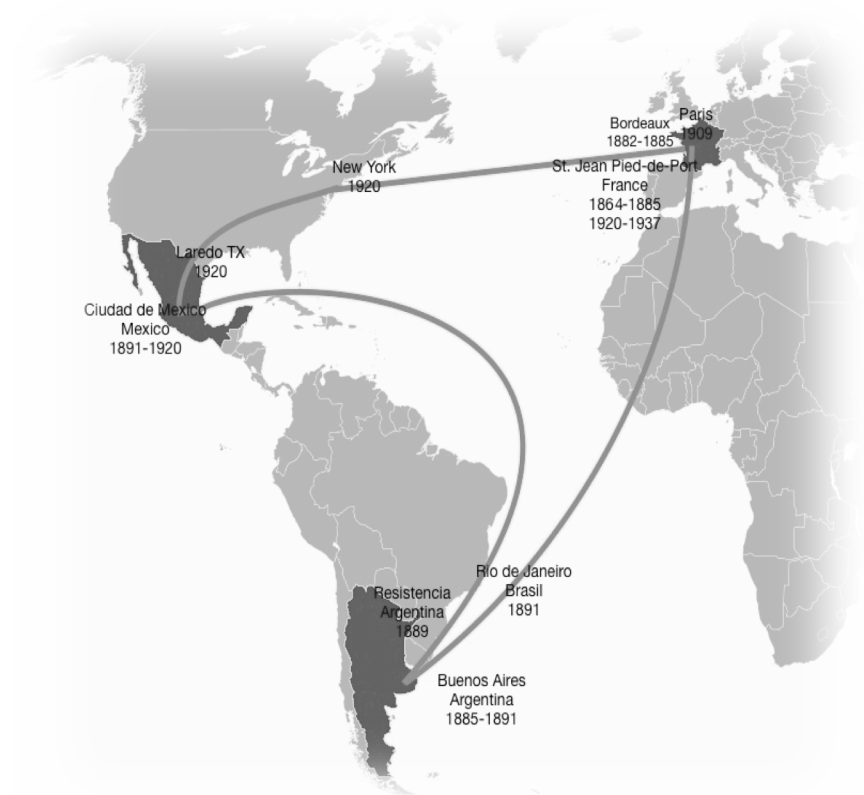 Paris
1909
Bordeaux
1882-1885
St. Jean Pied-de-Port
France
1864-1885
1920-1937
New York
1920
Laredo TX
1920
Ciudad de Mexico
Mexico
1891-1920
Rio de Janeiro
Brasil
1891
Resistencia
Argentina
1889
Buenos Aires
Argentina
1885-1891